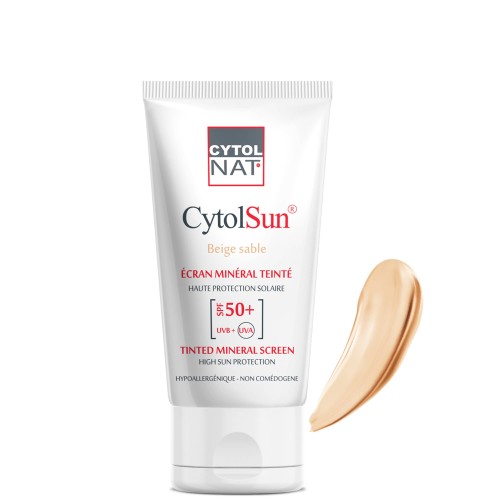 CYTOL
NAT
CytolSun®
Beige sable
ÉCRAN MINÉRAL TEINTÉ
HAUTE PROTECTION SOLAIRE
SPF 50+
UVB + UVA
TINTED MINERAL SCREEN
HIGH SUN PROTECTION
HYPOALLERGÉNIQUE - NON COMÉDOGENE